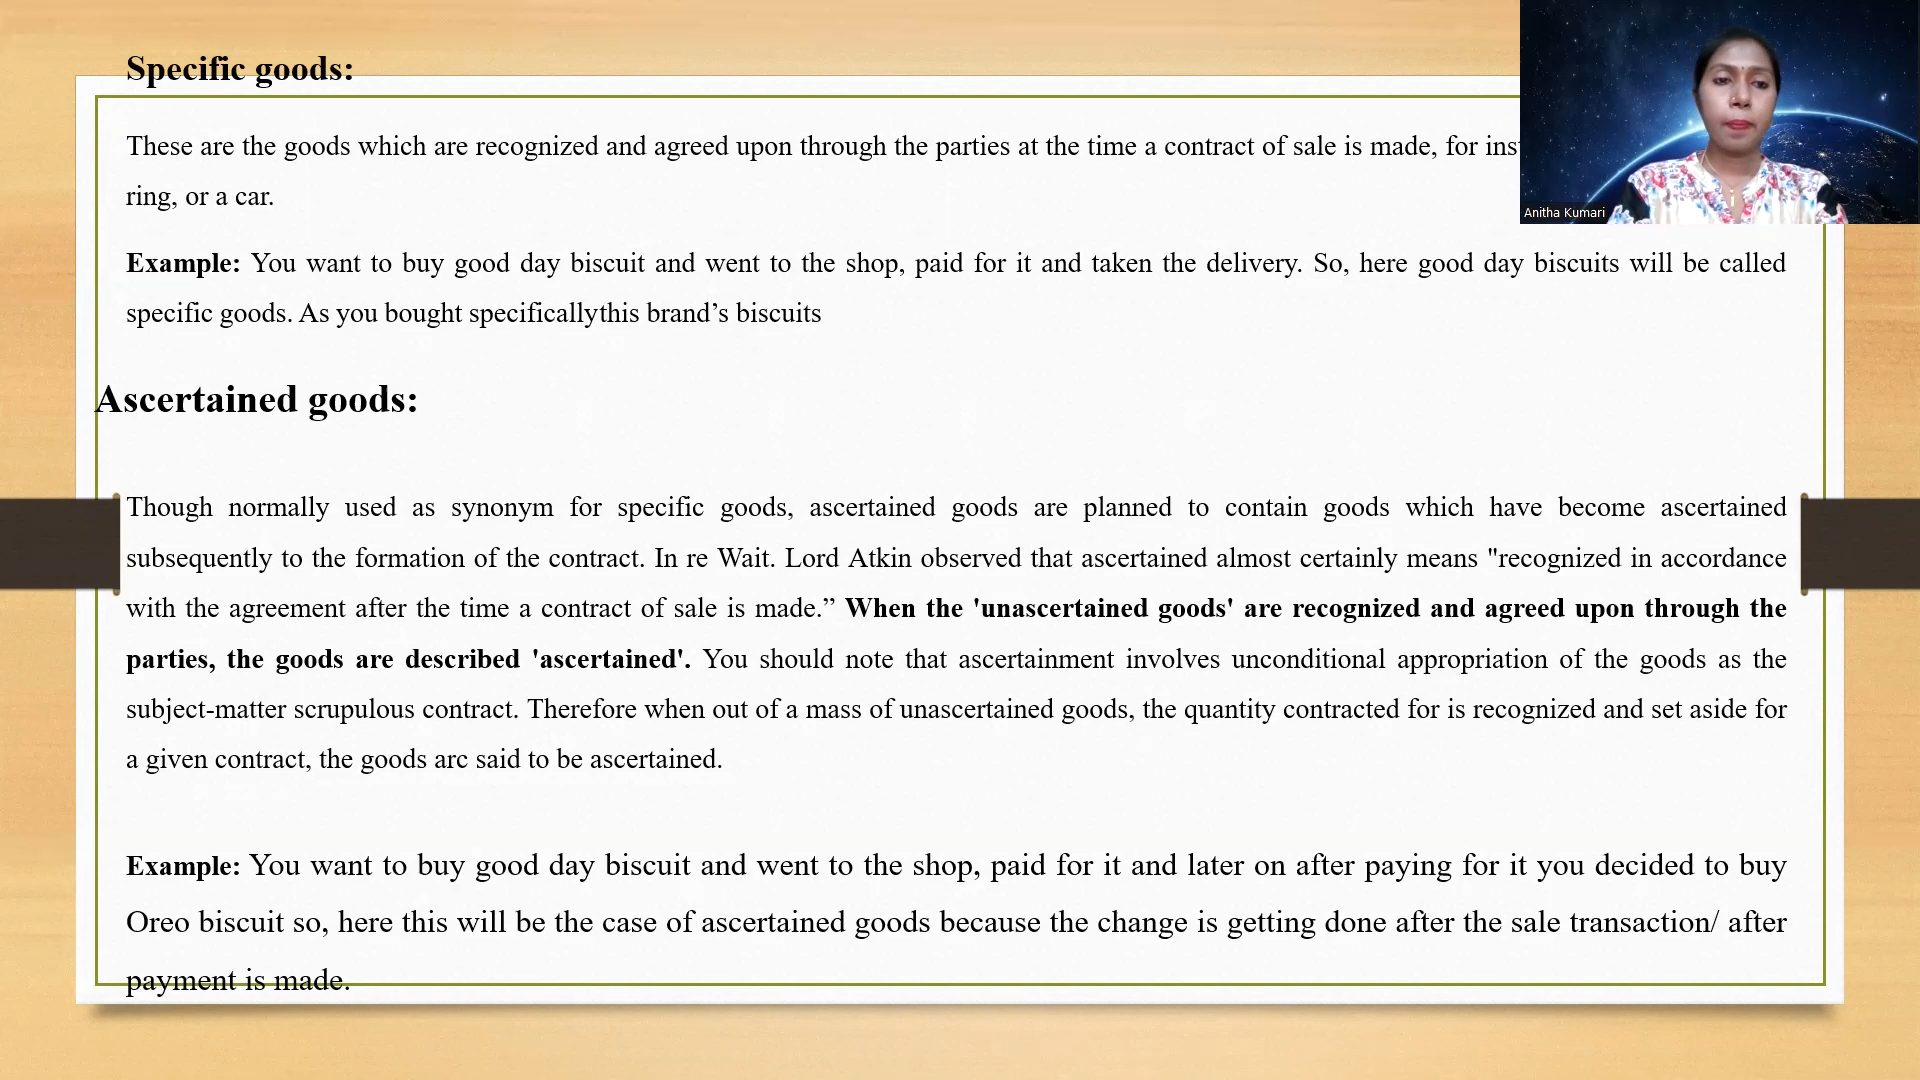 Specific goods:
These are the goods which are recognized and agreed upon through the parties at the time a contract of sale is made, for
ring, or a car.
Anitha Kumari
Example: You want to buy good day biscuit and went to the shop, paid for it and taken the delivery. So, here good day biscuits will be called
specific goods. As you bought specificallythis brand’s biscuits
Ascertained goods:
Though normally used as synonym for specific goods, ascertained goods are planned to contain goods which have become ascertained
subsequently to the formation of the contract. In re Wait. Lord Atkin observed that ascertained almost certainly means "recognized in accordance
with the agreement after the time a contract of sale is made.” When the 'unascertained goods' are recognized and agreed upon through the
parties, the goods are described 'ascertained'. You should note that ascertainment involves unconditional appropriation of the goods as the
subject-matter scrupulous contract. Therefore when out of a mass of unascertained goods, the quantity contracted for is recognized and set aside for
a given contract, the goods arc said to be ascertained.
Example: You want to buy good day biscuit and went to the shop, paid for it and later on after paying for it you decided to buy
Oreo biscuit so, here this will be the case of ascertained goods because the change is getting done after the sale transaction/ after
payment is made.